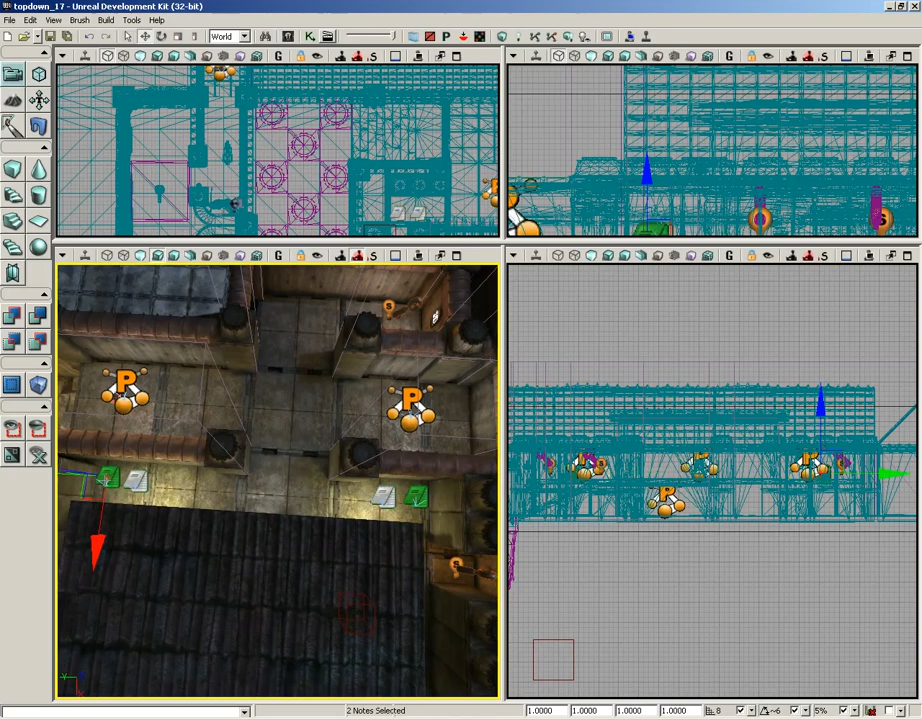 topdown_17 - Unreal Development Kit (32-bit)
File Edit View Brush Build Tools Help
World
G
S
G
S
G
S
G
S
P
P
S
S
P
S
2 Notes Selected
1.0000 1.0000 1.0000 1.0000 8 ~6 5%